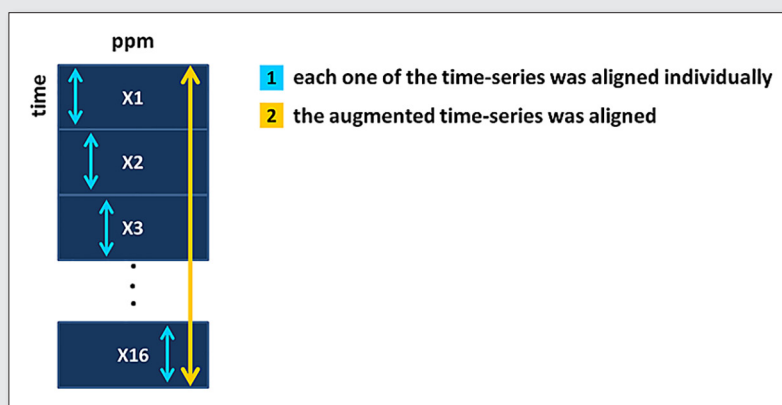 ppm
time
X1
X2
X3
X16
1 each one of the time-series was aligned individually
2 the augmented time-series was aligned